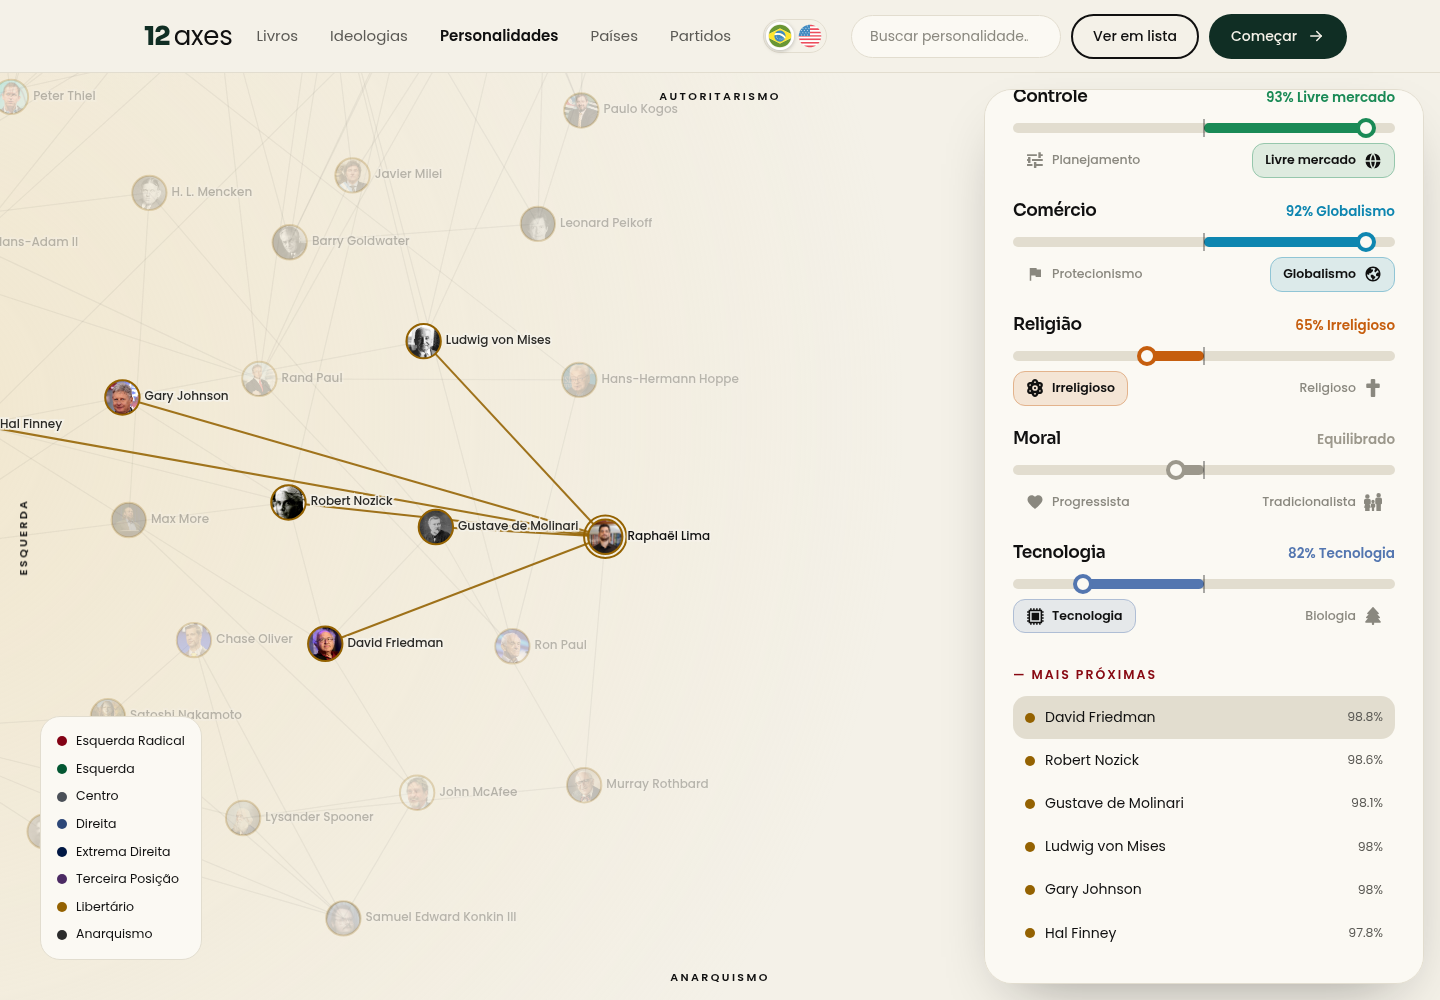 12 axes
Livros
Ideologias
Personalidades
Países
Partidos
Buscar personalidade..
Ver em lista
Começar
AUTORITARISMO
Peter Thiel
Paulo Kogos
Javier Milei
H. L. Mencken
Leonard Peikoff
Barry Goldwater
Hans-Adam II
Ludwig von Mises
Rand Paul
Hans-Hermann Hoppe
Gary Johnson
Hal Finney
Robert Nozick
Max More
Gustave de Molinari
Raphaël Lima
ESQUERDA
Chase Oliver
David Friedman
Ron Paul
Satoshi Nakamoto
John McAfee
Murray Rothbard
Lysander Spooner
Samuel Edward Konkin III
ANARQUISMO
Esquerda Radical
Esquerda
Centro
Direita
Extrema Direita
Terceira Posição
Libertário
Anarquismo
Controle
93% Livre mercado
Planejamento
Livre mercado
Comércio
92% Globalismo
Protecionismo
Globalismo
Religião
65% Irreligioso
Irreligioso
Religioso
Moral
Equilibrado
Progressista
Tradicionalista
Tecnologia
82% Tecnologia
Tecnologia
Biologia
— MAIS PRÓXIMAS
David Friedman 98.8%
Robert Nozick 98.6%
Gustave de Molinari 98.1%
Ludwig von Mises 98%
Gary Johnson 98%
Hal Finney 97.8%